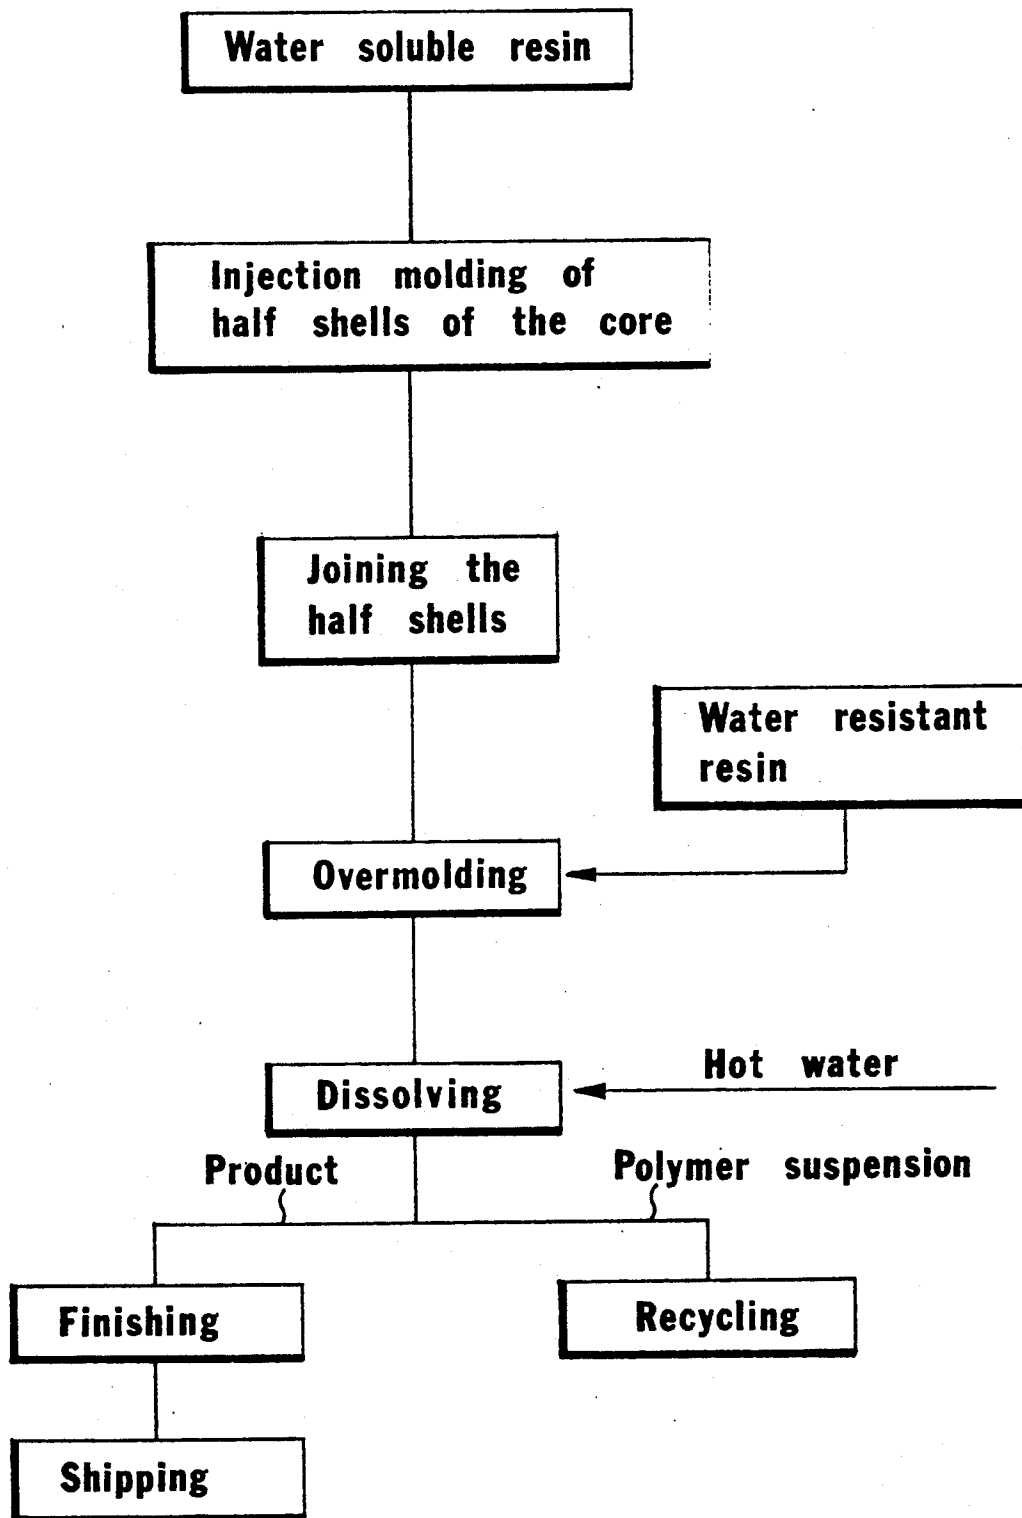 Water soluble resin
Injection molding of
half shells of the core
Joining the
half shells
Water resistant
resin
Overmolding
Hot water
Dissolving
Product
Polymer suspension
Finishing
Recycling
Shipping